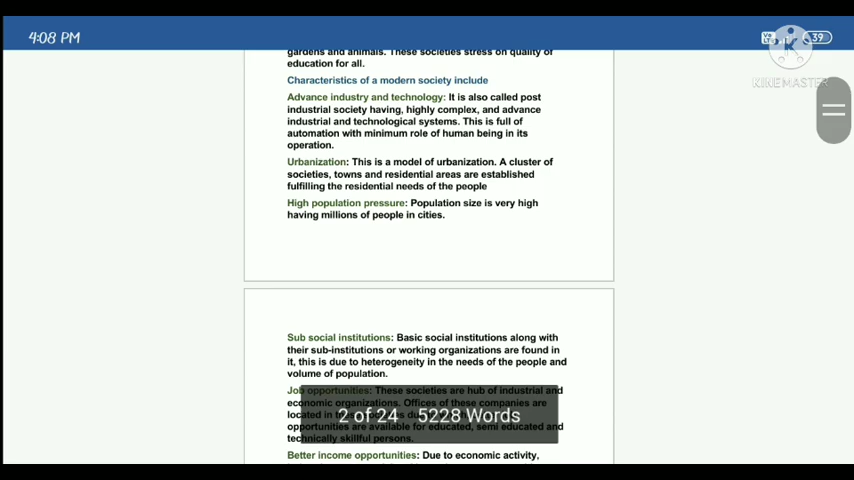 4:08 PM
39
KINEMASTER
gardens and animals. These societies stress on quality of
education for all.
Characteristics of a modern society include
Advance industry and technology: It is also called post
industrial society having, highly complex, and advance
industrial and technological systems. This is full of
automation with minimum role of human being in its
operation.
Urbanization: This is a model of urbanization. A cluster of
societies, towns and residential areas are established
fulfilling the residential needs of the people
High population pressure: Population size is very high
having millions of people in cities.
Sub social institutions: Basic social institutions along with
their sub-institutions or working organizations are found in
it, this is due to heterogeneity in the needs of the people and
volume of population.
Job opportunities: These societies are hub of industrial and
economic organizations. Offices of these companies are
located in these
opportunities are available for educated, semi educated and
technically skillful persons.
2 of 24 5228 Words
Better income opportunities: Due to economic activity,